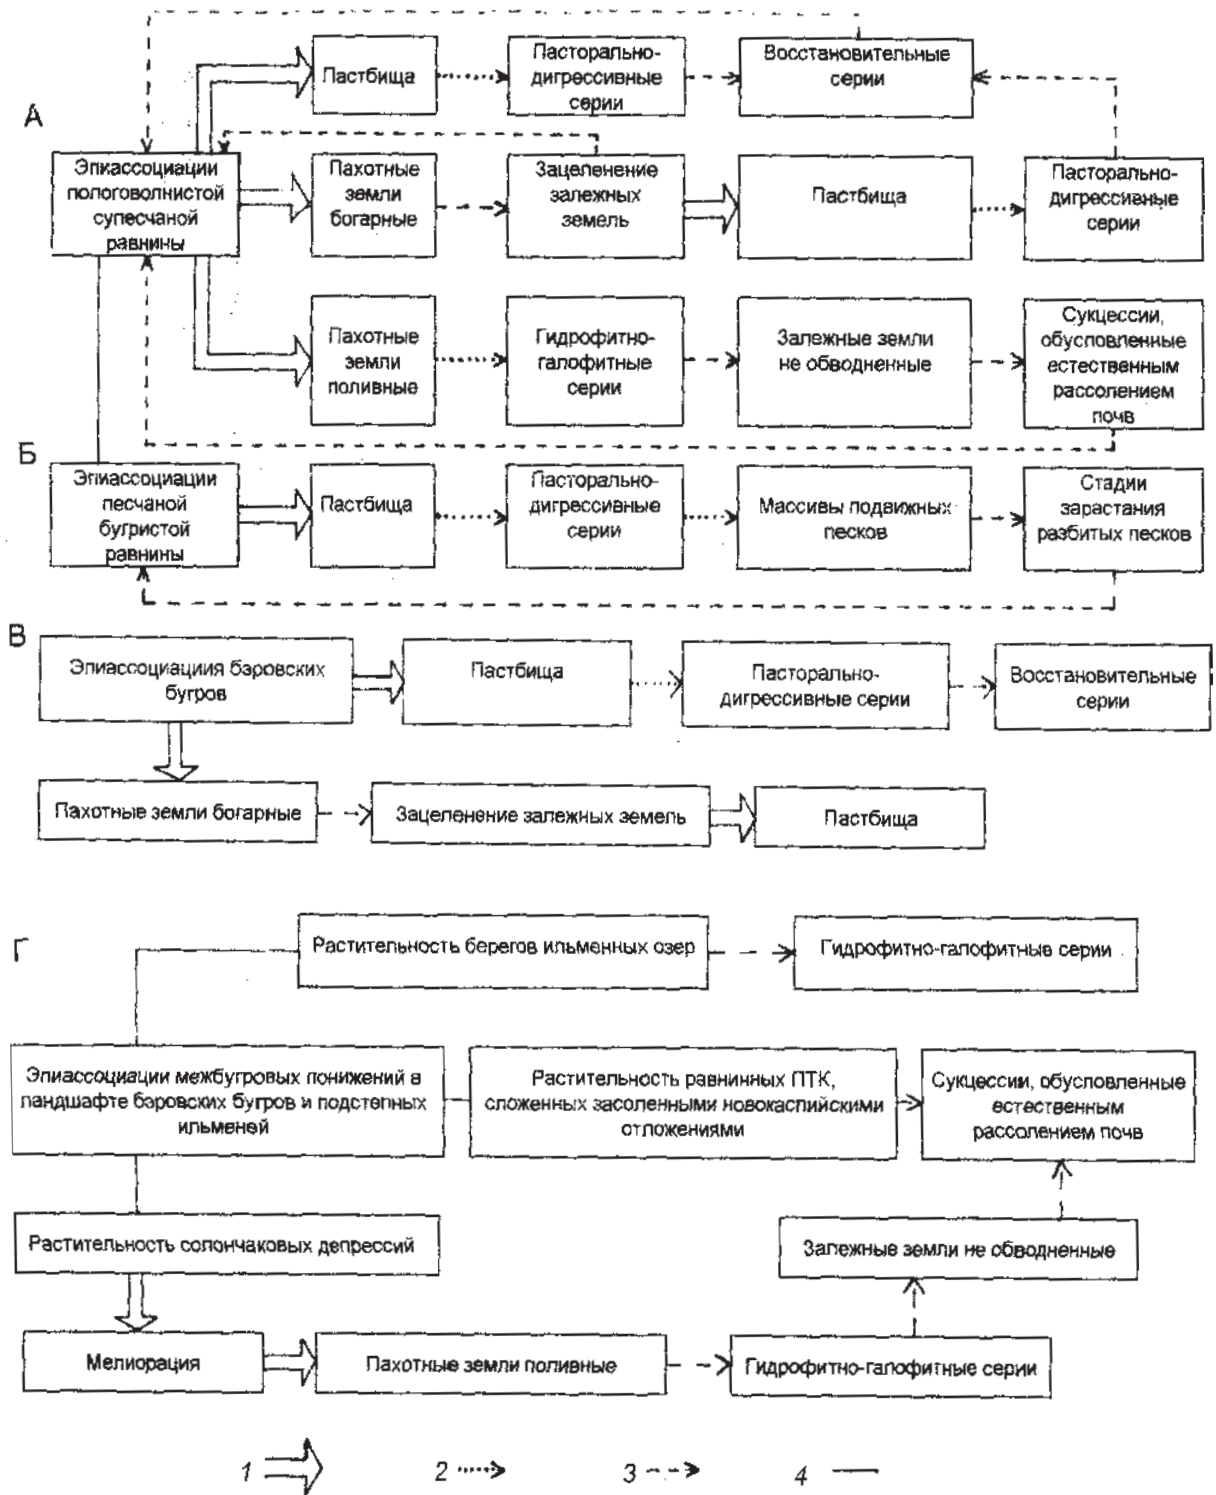 А
Пастбища
Пасторально-
дигрессивные
серии
Восстановительные
серии
Эпиассоциации
пологоволнистой
супесчаной
равнины
Пахотные
земли
богарные
Зацеленение
залежных
земель
Пастбища
Пасторально-
дигрессивные
серии
Пахотные
земли
поливные
Гидрофитно-
галофитные
серии
Залежные земли
не обводненные
Сукцессии,
обусловленные
естественным
рассолением
почв
Б
Эпиассоциации
песчаной
бугристой
равнины
Пастбища
Пасторально-
дигрессивные
серии
Массивы подвижных
песков
Стадии
зарастания
разбитых песков
В
Эпиассоциациия бэровских
бугров
Пастбища
Пасторально-
дигрессивные серии
Восстановительные
серии
Пахотные земли богарные
Зацеленение залежных земель
Пастбища
Г
Растительность берегов ильменных озер
Гидрофитно-галофитные серии
Эпиассоциации межбугровых понижений в
ландшафте бэровских бугров и подстепных
ильменей
Растительность равнинных ПТК,
сложенных засоленными новокаспийскими
отложениями
Сукцессии, обусловленные
естественным
рассолением почв
Растительность солончаковых депрессий
Залежные земли не обводненные
Мелиорация
Пахотные земли поливные
Гидрофитно-галофитные серии
1
2
3
4